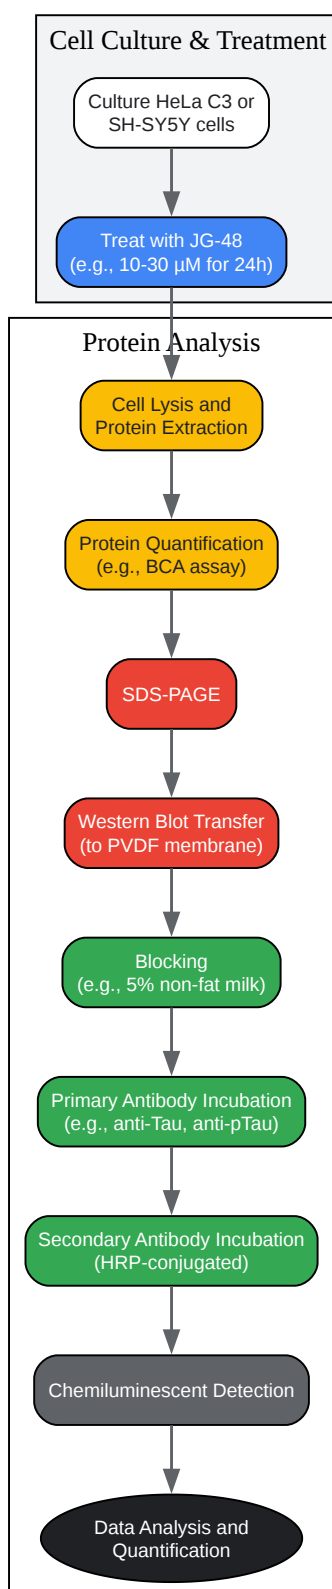 Cell Culture & Treatment
Culture HeLa C3 or
SH-SY5Y cells
Treat with JG-48
(e.g., 10-30 µM for 24h)
Protein Analysis
Cell Lysis and
Protein Extraction
Protein Quantification
(e.g., BCA assay)
SDS-PAGE
Western Blot Transfer
(to PVDF membrane)
Blocking
(e.g., 5% non-fat milk)
Primary Antibody Incubation
(e.g., anti-Tau, anti-pTau)
Secondary Antibody Incubation
(HRP-conjugated)
Chemiluminescent Detection
Data Analysis and
Quantification